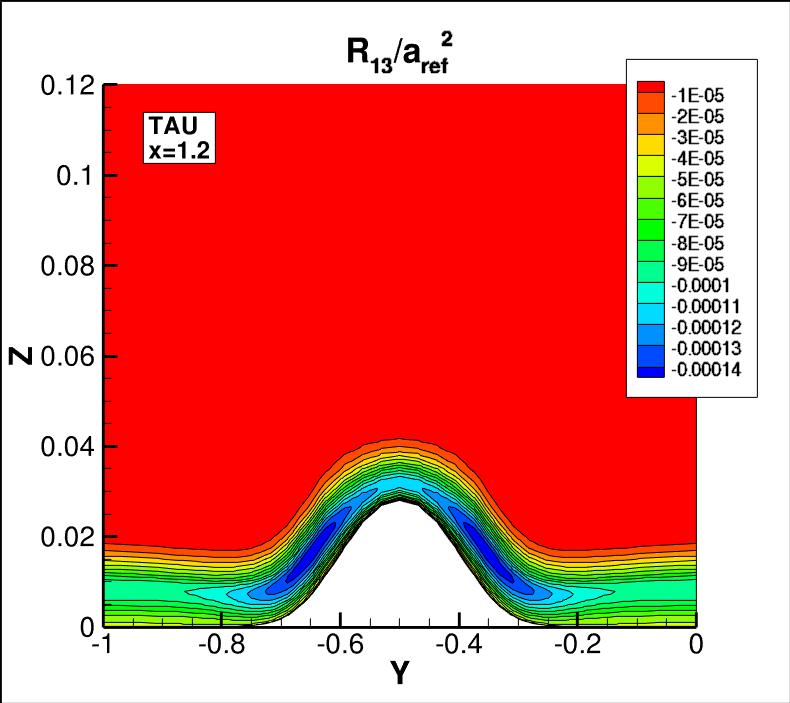 R13/aref2
TAU
x=1.2
-1E-05
-2E-05
-3E-05
-4E-05
-5E-05
-6E-05
-7E-05
-8E-05
-9E-05
-0.0001
-0.00011
-0.00012
-0.00013
-0.00014
0.12
0.1
0.08
0.06
0.04
0.02
0
Z
-1
-0.8
-0.6
-0.4
-0.2
0
Y